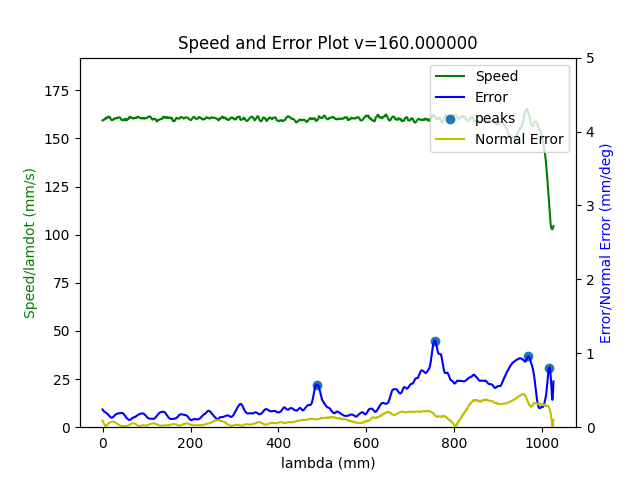 Speed and Error Plot v=160.000000
Speed
Error
peaks
Normal Error
Speed/lamdot (mm/s)
175
150
125
100
75
50
25
0
5
4
3
2
1
0
Error/Normal Error (mm/deg)
0 200 400 600 800 1000
lambda (mm)